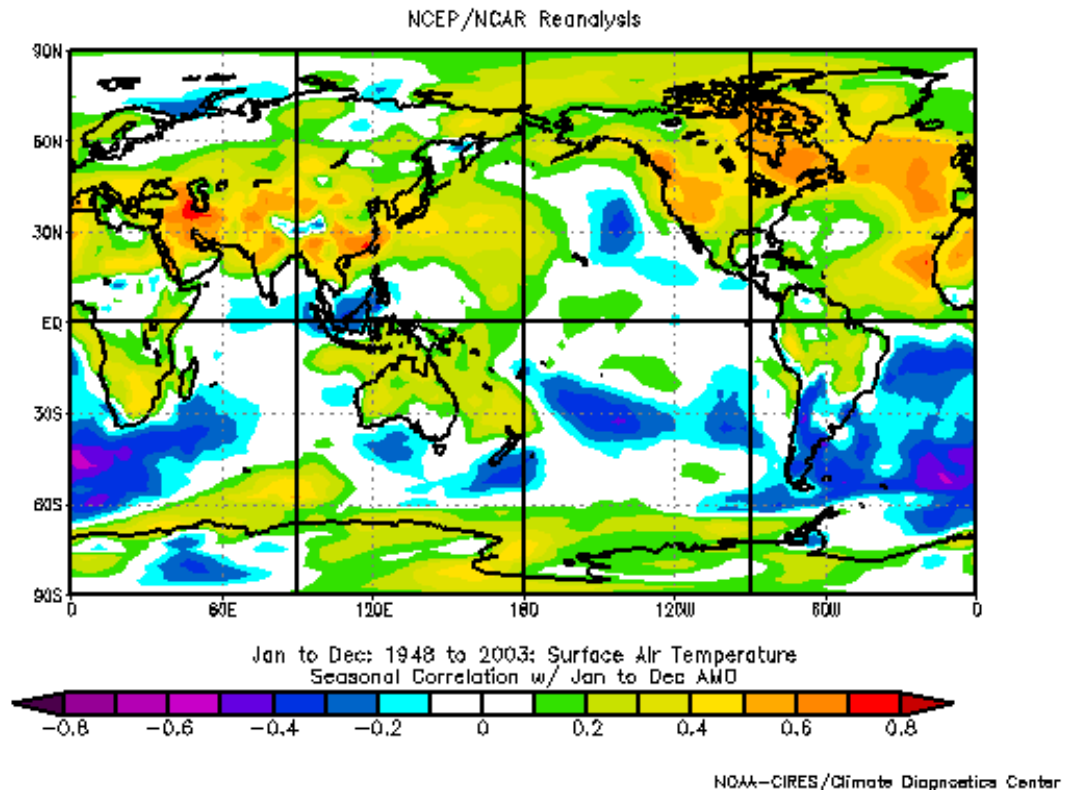 NCEP/NCAR Reanalysis
90N
60N
30N
EQ
30S
60S
90S
0 60E 120E 180 120W 60W 0
Jan to Dec: 1948 to 2003: Surface Air Temperature
Seasonal Correlation w/ Jan to Dec AMO
-0.8 -0.6 -0.4 -0.2 0 0.2 0.4 0.6 0.8
NOAA-CIRES/Climate Diagnostics Center